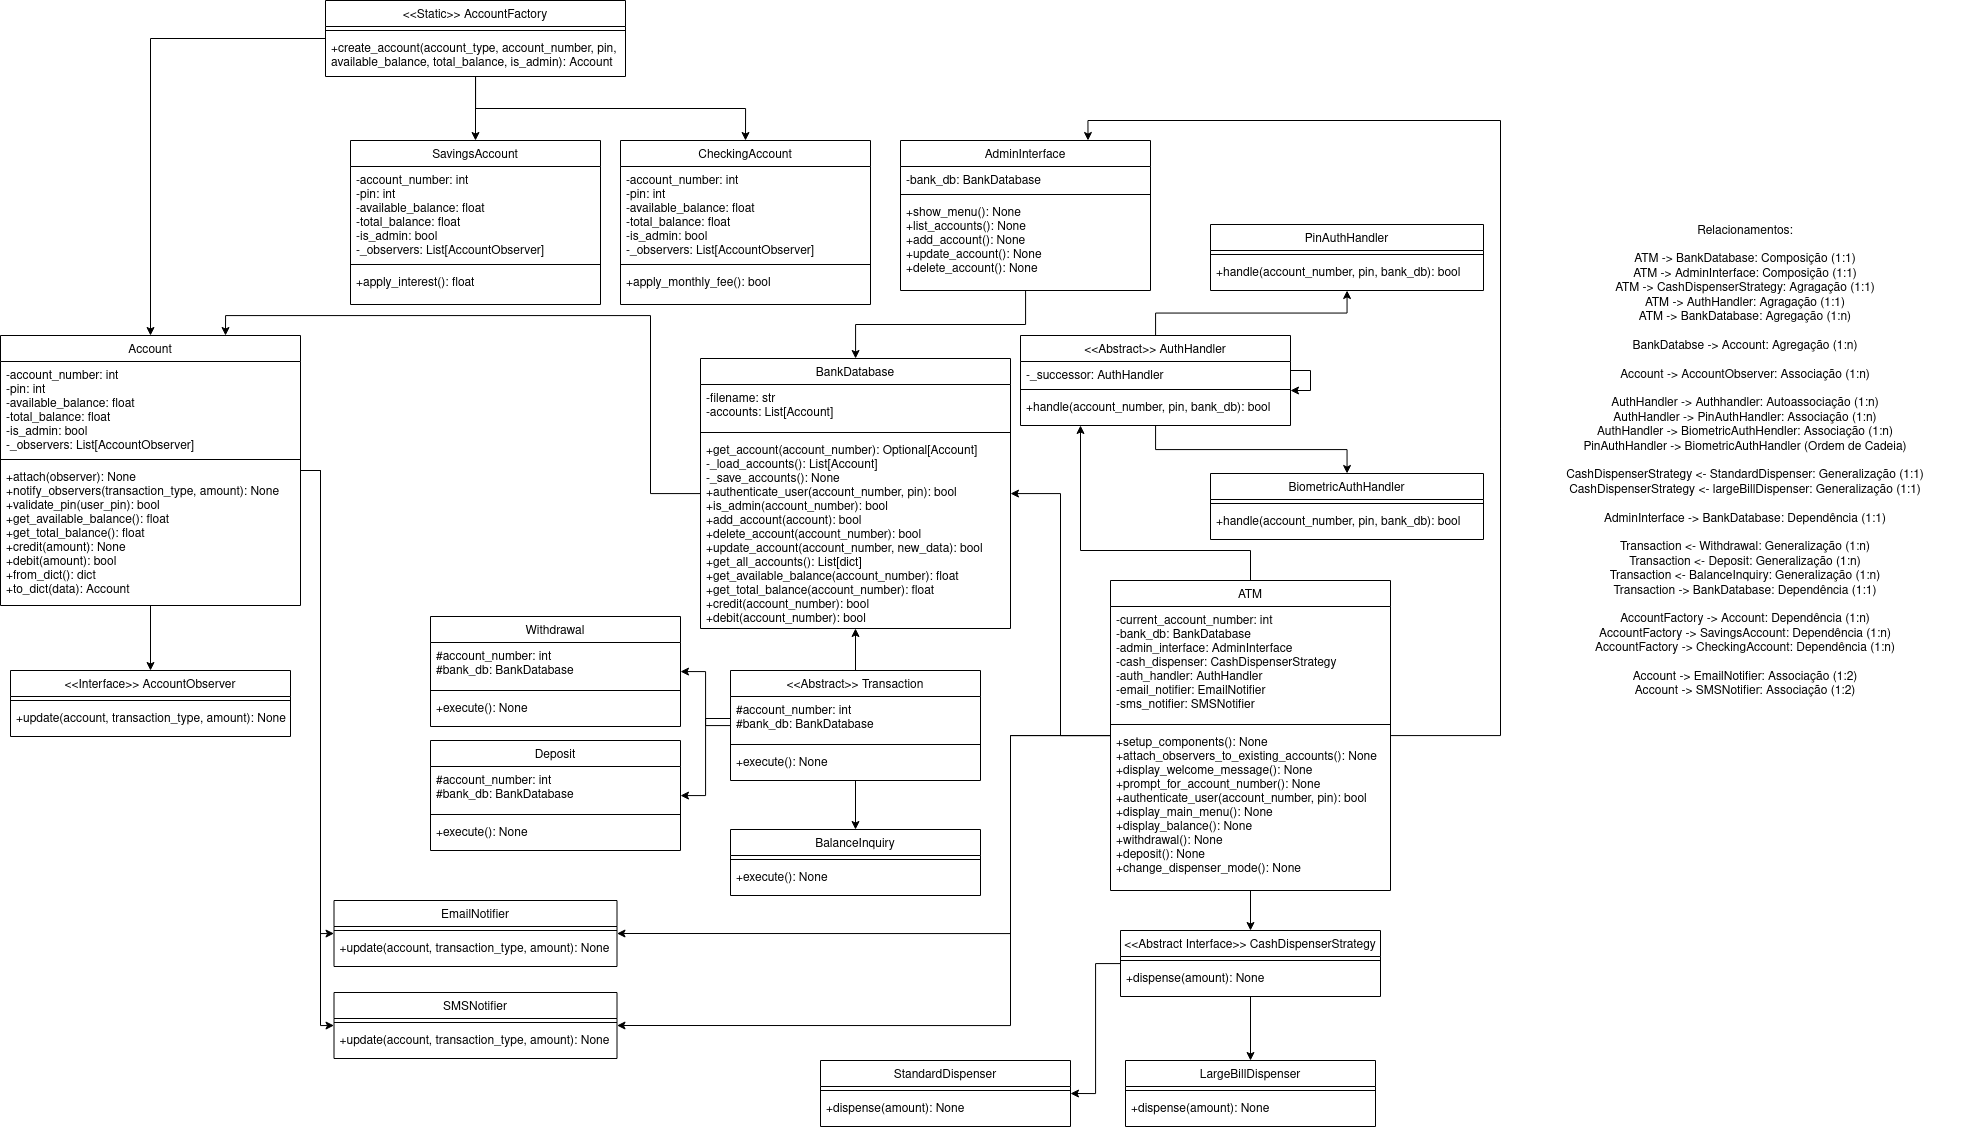 <<Static>> AccountFactory
+create_account(account_type, account_number, pin,
available_balance, total_balance, is_admin): Account
SavingsAccount
-account_number: int
-pin: int
-available_balance: float
-total_balance: float
-is_admin: bool
-_observers: List[AccountObserver]
+apply_interest(): float
CheckingAccount
-account_number: int
-pin: int
-available_balance: float
-total_balance: float
-is_admin: bool
-_observers: List[AccountObserver]
+apply_monthly_fee(): bool
AdminInterface
-bank_db: BankDatabase
+show_menu(): None
+list_accounts(): None
+add_account(): None
+update_account(): None
+delete_account(): None
PinAuthHandler
+handle(account_number, pin, bank_db): bool
Account
-account_number: int
-pin: int
-available_balance: float
-total_balance: float
-is_admin: bool
-_observers: List[AccountObserver]
+attach(observer): None
+notify_observers(transaction_type, amount): None
+validate_pin(user_pin): bool
+get_available_balance(): float
+get_total_balance(): float
+credit(amount): None
+debit(amount): bool
+from_dict(): dict
+to_dict(data): Account
BankDatabase
-filename: str
-accounts: List[Account]
+get_account(account_number): Optional[Account]
-_load_accounts(): List[Account]
-_save_accounts(): None
+authenticate_user(account_number, pin): bool
+is_admin(account_number): bool
+add_account(account): bool
+delete_account(account_number): bool
+update_account(account_number, new_data): bool
+get_all_accounts(): List[dict]
+get_available_balance(account_number): float
+get_total_balance(account_number): float
+credit(account_number): bool
+debit(account_number): bool
<<Abstract>> AuthHandler
-_successor: AuthHandler
+handle(account_number, pin, bank_db): bool
BiometricAuthHandler
+handle(account_number, pin, bank_db): bool
ATM
-current_account_number: int
-bank_db: BankDatabase
-admin_interface: AdminInterface
-cash_dispenser: CashDispenserStrategy
-auth_handler: AuthHandler
-email_notifier: EmailNotifier
-sms_notifier: SMSNotifier
+setup_components(): None
+attach_observers_to_existing_accounts(): None
+display_welcome_message(): None
+prompt_for_account_number(): None
+authenticate_user(account_number, pin): bool
+display_main_menu(): None
+display_balance(): None
+withdrawal(): None
+deposit(): None
+change_dispenser_mode(): None
<<Interface>> AccountObserver
+update(account, transaction_type, amount): None
Withdrawal
#account_number: int
#bank_db: BankDatabase
+execute(): None
Deposit
#account_number: int
#bank_db: BankDatabase
+execute(): None
<<Abstract>> Transaction
#account_number: int
#bank_db: BankDatabase
+execute(): None
BalanceInquiry
+execute(): None
EmailNotifier
+update(account, transaction_type, amount): None
SMSNotifier
+update(account, transaction_type, amount): None
<<Abstract Interface>> CashDispenserStrategy
+dispense(amount): None
StandardDispenser
+dispense(amount): None
LargeBillDispenser
+dispense(amount): None
Relacionamentos:
ATM -> BankDatabase: Composição (1:1)
ATM -> AdminInterface: Composição (1:1)
ATM -> CashDispenserStrategy: Agragação (1:1)
ATM -> AuthHandler: Agragação (1:1)
ATM -> BankDatabase: Agregação (1:n)
BankDatabse -> Account: Agregação (1:n)
Account -> AccountObserver: Associação (1:n)
AuthHandler -> Authhandler: Autoassociação (1:n)
AuthHandler -> PinAuthHandler: Associação (1:n)
AuthHandler -> BiometricAuthHendler: Associação (1:n)
PinAuthHandler -> BiometricAuthHandler (Ordem de Cadeia)
CashDispenserStrategy <- StandardDispenser: Generalização (1:1)
CashDispenserStrategy <- largeBillDispenser: Generalização (1:1)
AdminInterface -> BankDatabase: Dependência (1:1)
Transaction <- Withdrawal: Generalização (1:n)
Transaction <- Deposit: Generalização (1:n)
Transaction <- BalanceInquiry: Generalização (1:n)
Transaction -> BankDatabase: Dependência (1:1)
AccountFactory -> Account: Dependência (1:n)
AccountFactory -> SavingsAccount: Dependência (1:n)
AccountFactory -> CheckingAccount: Dependência (1:n)
Account -> EmailNotifier: Associação (1:2)
Account -> SMSNotifier: Associação (1:2)